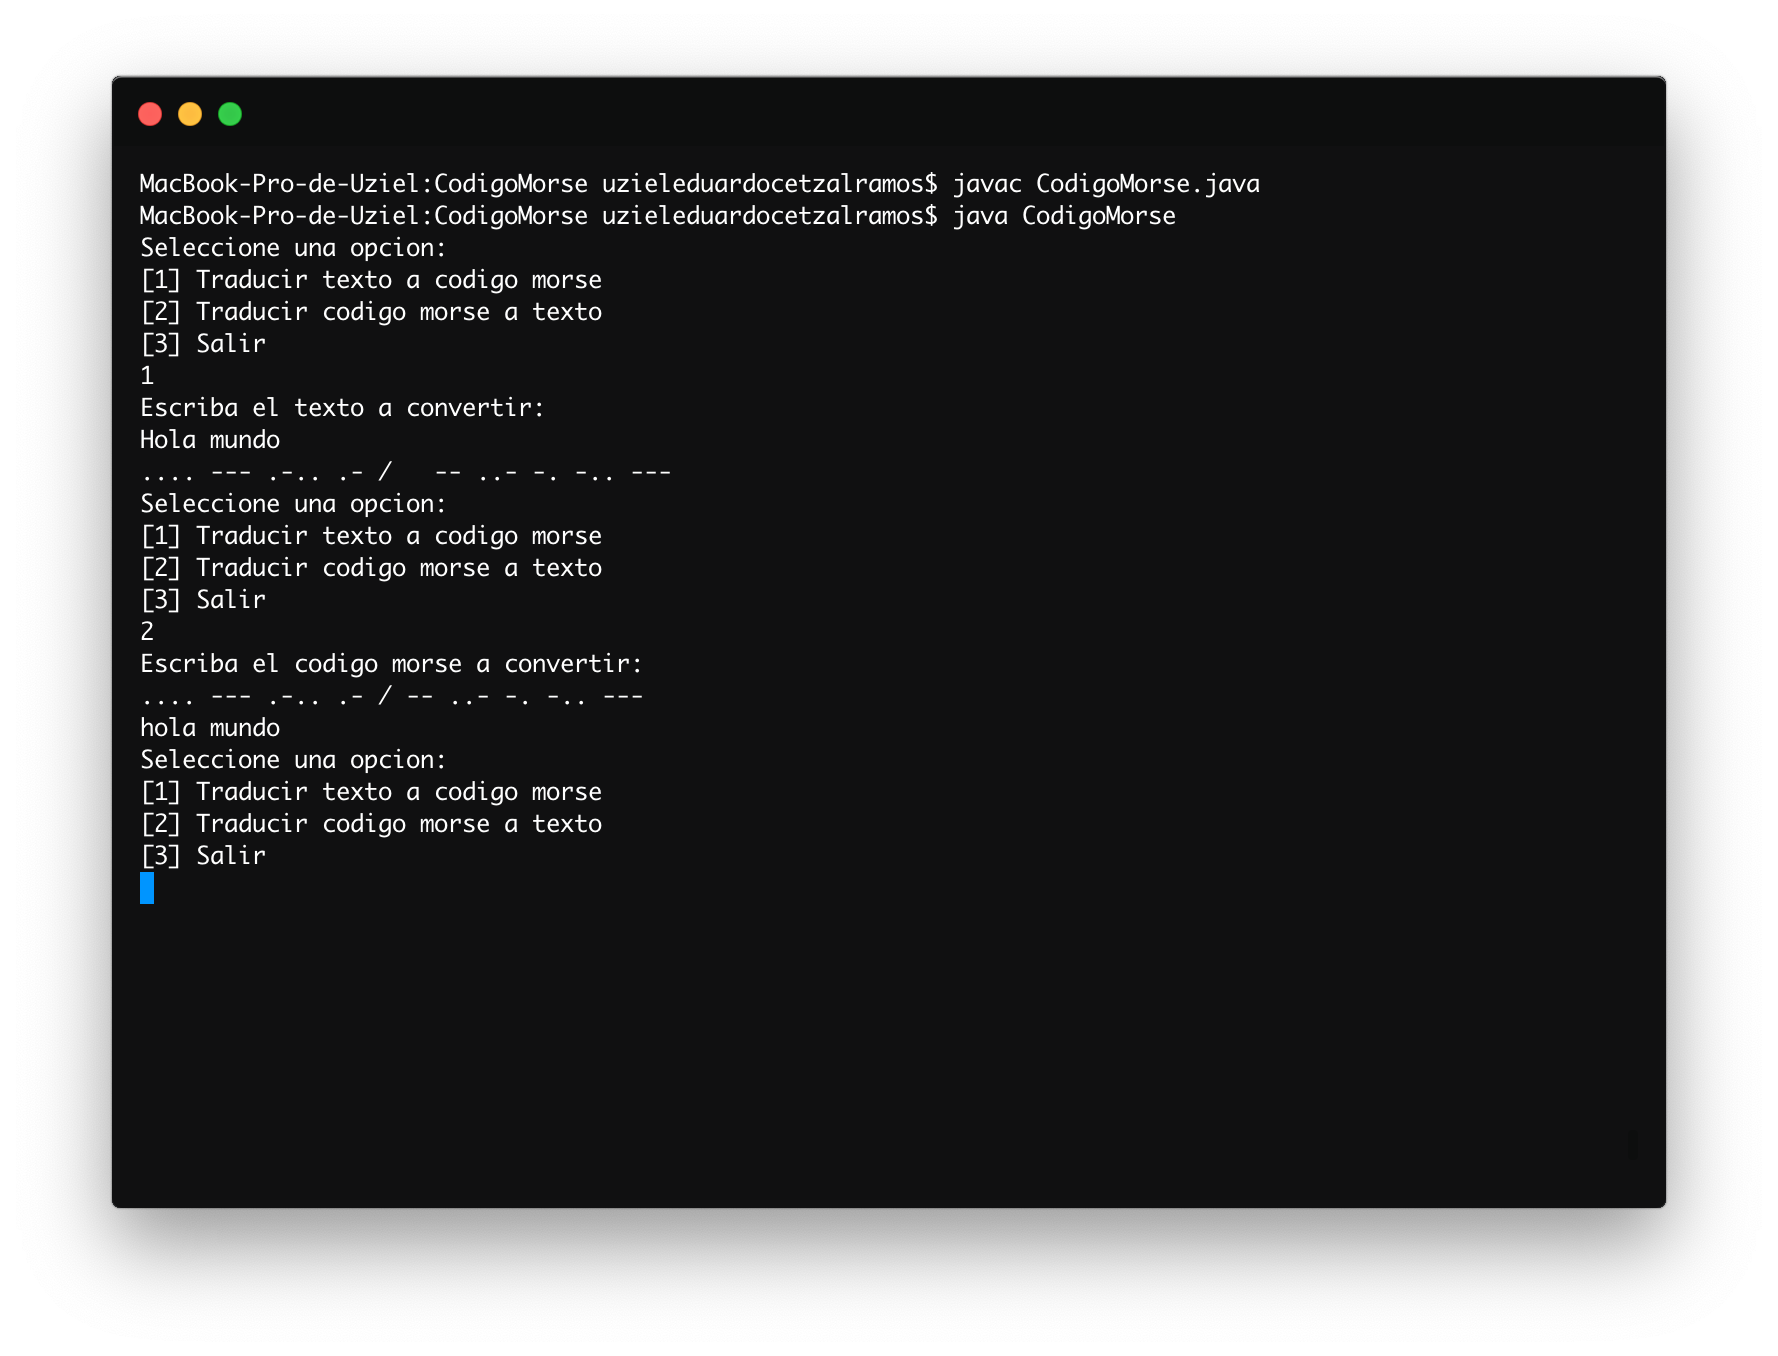 MacBook-Pro-de-Uziel:CodigoMorse uzieleduardocetzalramos$ javac CodigoMorse.java
MacBook-Pro-de-Uziel:CodigoMorse uzieleduardocetzalramos$ java CodigoMorse
Seleccione una opcion:
[1] Traducir texto a codigo morse
[2] Traducir codigo morse a texto
[3] Salir
1
Escriba el texto a convertir:
Hola mundo
.... --- .-.. .- /   -- ..- -. -.. ---
Seleccione una opcion:
[1] Traducir texto a codigo morse
[2] Traducir codigo morse a texto
[3] Salir
2
Escriba el codigo morse a convertir:
.... --- .-.. .- / -- ..- -. -.. ---
hola mundo
Seleccione una opcion:
[1] Traducir texto a codigo morse
[2] Traducir codigo morse a texto
[3] Salir